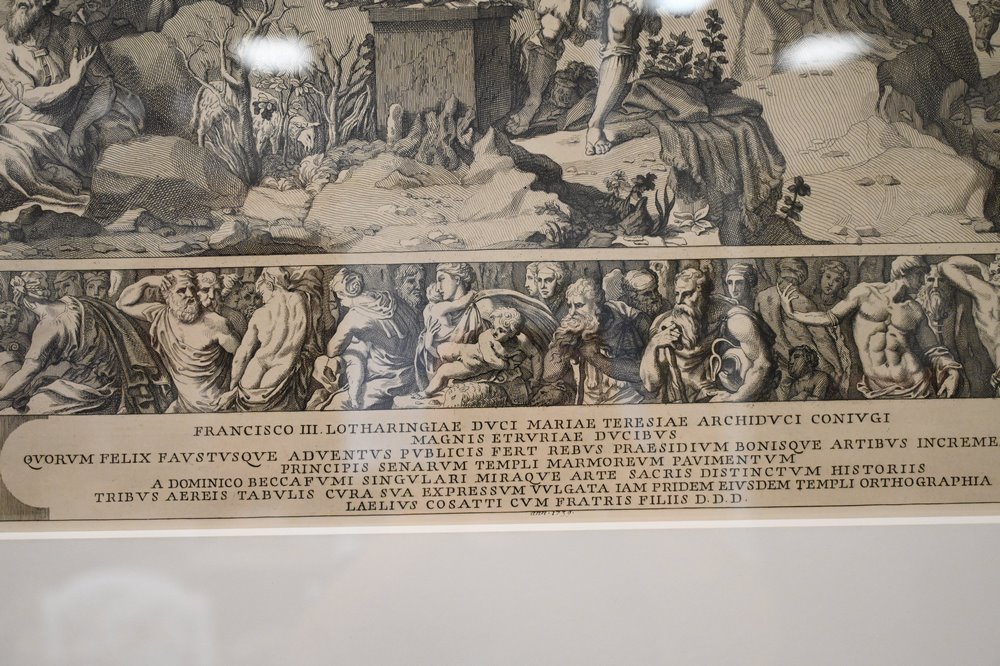 FRANCISCO III. LOTHARINGIAE DVCI MARIAE TERESIAE ARCHIDVCI CONIVGI
MAGNIS ETRVRIAE DVCIBVS
QVORVM FELIX FAVSTVSQVE ADVENTVS PVBLICIS FERT REBVS PRAESIDIVM BONISQVE ARTIBVS INCREME
PRINCIPIS SENARVM TEMPLI MARMOREVM PAVIMENTVM
A DOMINICO BECCAFVMI SINGVLARI MIRAQVE ARTE SACRIS DISTINCTVM HISTORIIS
TRIBVS AEREIS TABVLIS CVRA SVA EXPRESSVM VVLGATA IAM PRIDEM EIVSDEM TEMPLI ORTHOGRAPHIA
LAELIVS COSATTI CVM FRATRIS FILIIS D. D. D.